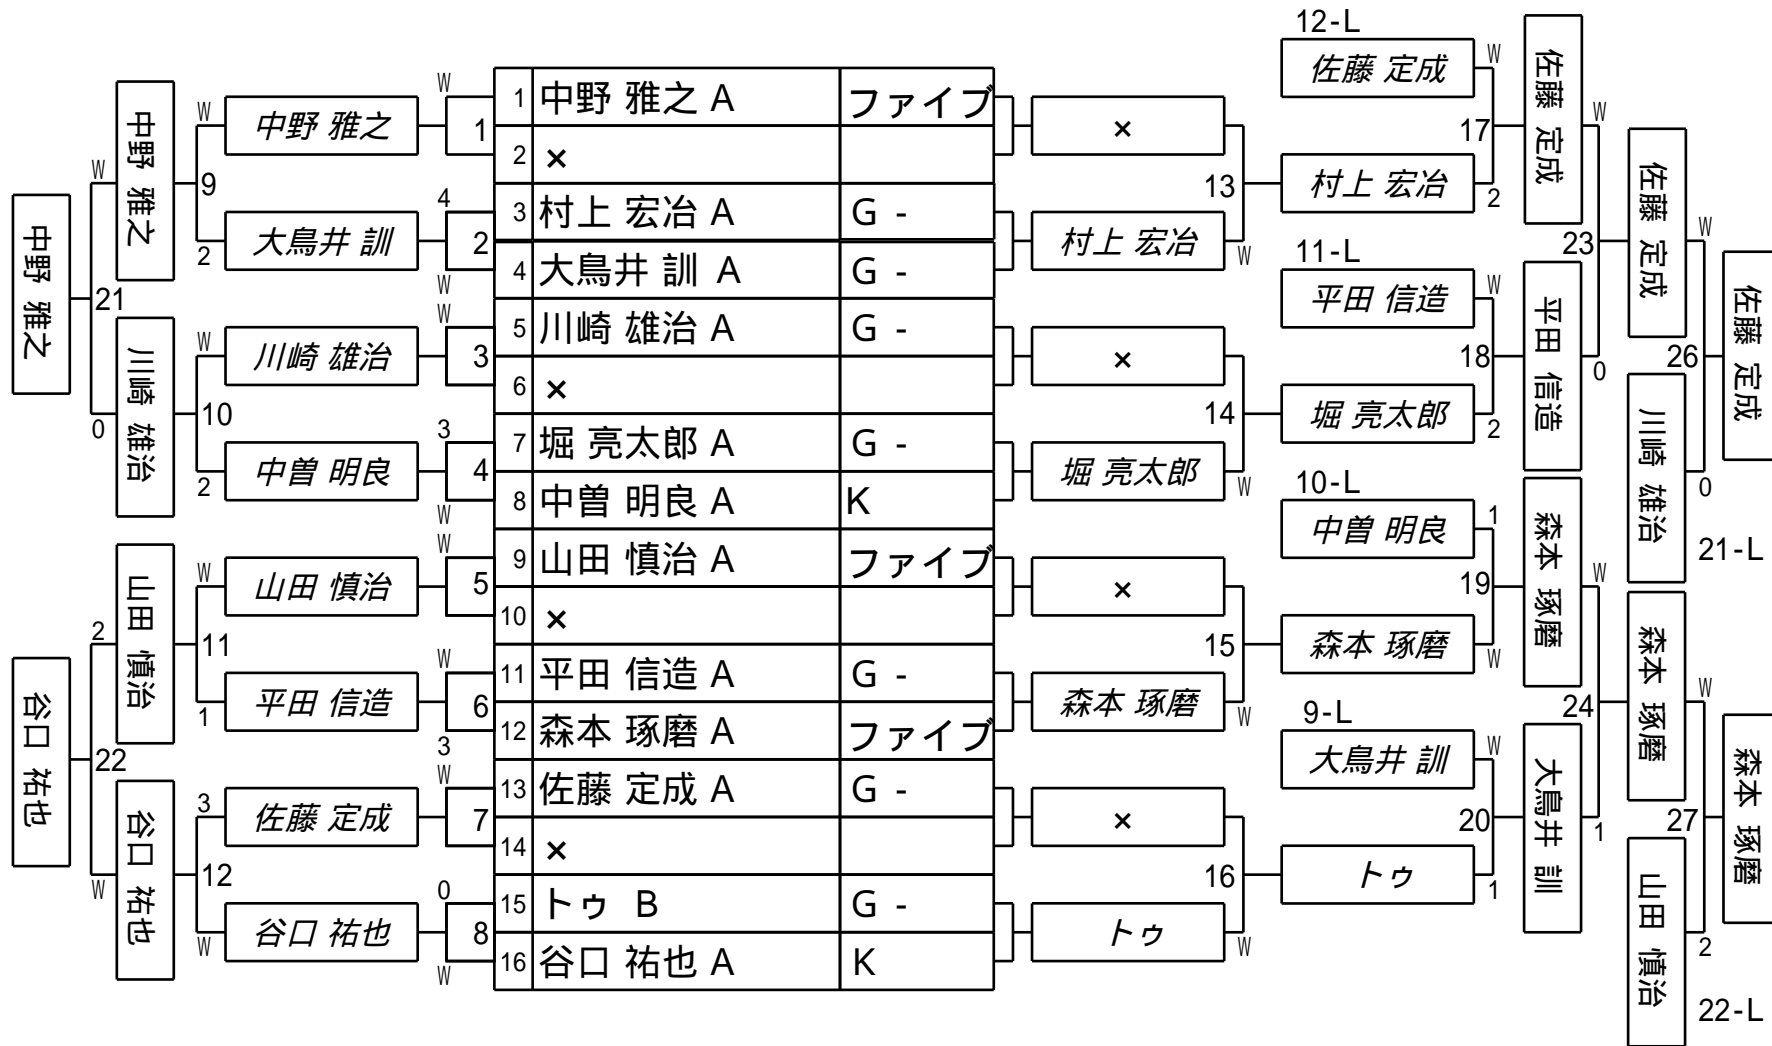 12-L
佐藤 定成
W
佐藤 定成
W
17
村上 宏冶
2
佐藤 定成
W
23
11-L
平田 信造
W
平田 信造
0
18
堀 亮太郎
2
佐藤 定成
26
川崎 雄治
0
21-L
10-L
中曽 明良
1
森本 琢磨
W
19
森本 琢磨
W
森本 琢磨
W
24
森本 琢磨
27
9-L
大鳥井 訓
W
大鳥井 訓
1
20
トゥ
1
山田 慎治
2
22-L
1 中野 雅之 A ファイブ
2 ×
3 村上 宏冶 A G -
4 大鳥井 訓 A G -
5 川崎 雄治 A G -
6 ×
7 堀 亮太郎 A G -
8 中曽 明良 A K
9 山田 慎治 A ファイブ
10 ×
11 平田 信造 A G -
12 森本 琢磨 A ファイブ
13 佐藤 定成 A G -
14 ×
15 トゥ B G -
16 谷口 祐也 A K
W
1
4
2
W
W
3
3
4
W
W
5
W
6
3
W
7
0
8
W
中野 雅之
W
9
大鳥井 訓
2
川崎 雄治
W
10
中曽 明良
2
山田 慎治
W
11
平田 信造
1
佐藤 定成
3
12
谷口 祐也
W
中野 雅之
W
21
川崎 雄治
0
山田 慎治
2
22
谷口 祐也
W
中野 雅之
谷口 祐也
×
13
村上 宏冶
W
×
14
堀 亮太郎
W
×
15
森本 琢磨
W
×
16
トゥ
W